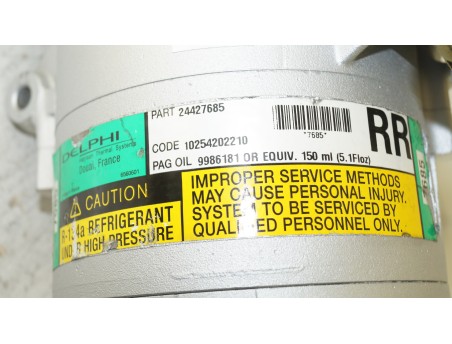 PART 24427685
DELPHI
Harrison Thermal Systems
Douai, France
CODE 10254202210
*7685*
RR
7685
PAG OIL 9986181 OR EQUIV. 150 ml (5.1Floz)
CAUTION
R-134a REFRIGERANT
UNDER HIGH PRESSURE
IMPROPER SERVICE METHODS
MAY CAUSE PERSONAL INJURY.
SYSTEM TO BE SERVICED BY
QUALIFIED PERSONNEL ONLY.